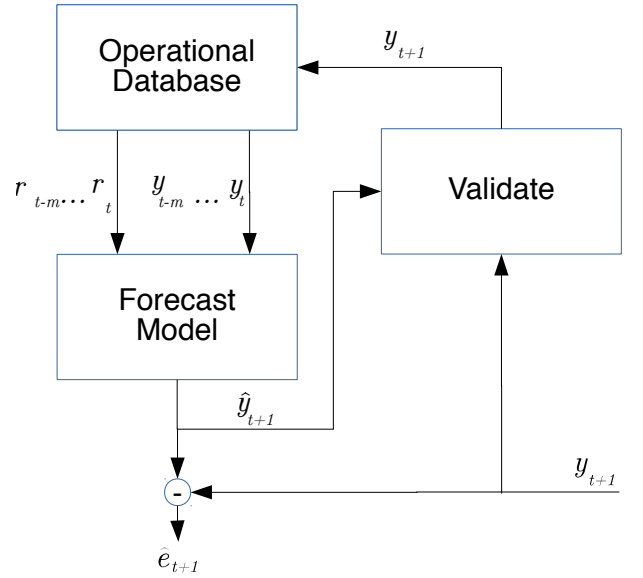 Operational
Database
y t+1
r t-m... r t
y t-m ... y t
Validate
Forecast
Model
ŷ t+1
y t+1
-
ê t+1